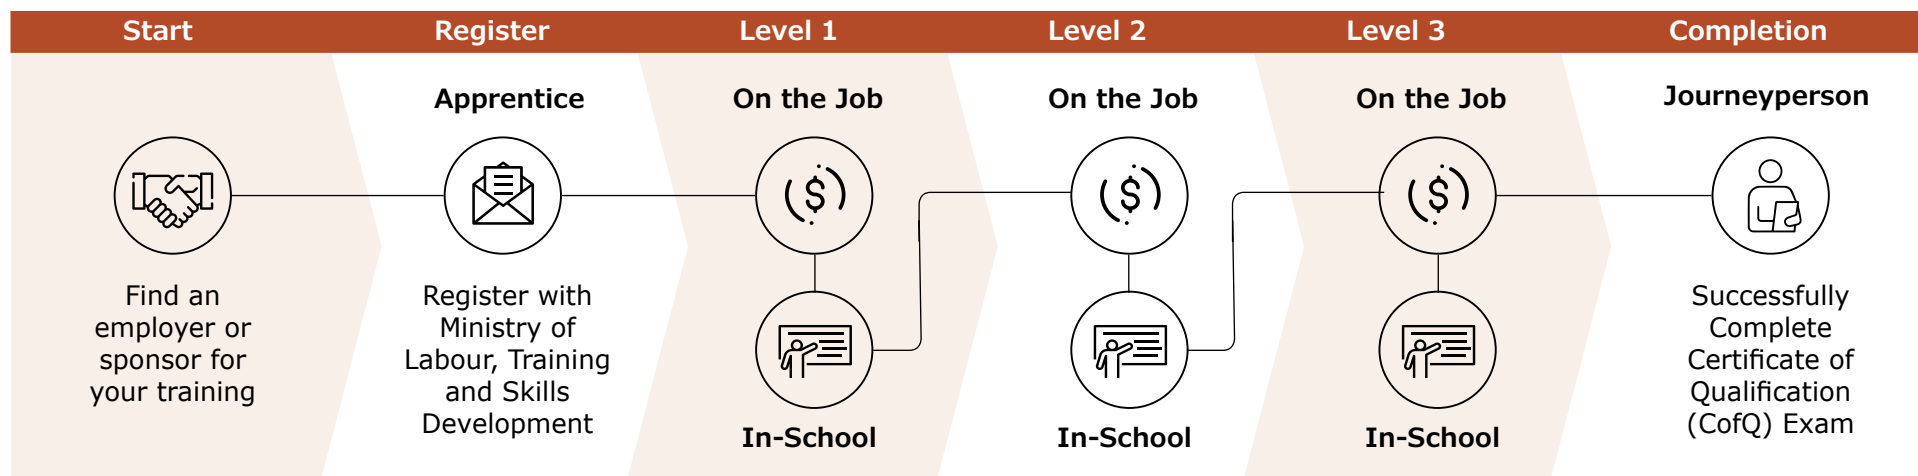 Start
Register
Level 1
Level 2
Level 3
Completion
Apprentice
On the Job
On the Job
On the Job
Journeyperson
$
$
$
Find an
employer or
sponsor for
your training
Register with
Ministry of
Labour, Training
and Skills
Development
In-School
In-School
In-School
Successfully
Complete
Certificate of
Qualification
(CofQ) Exam